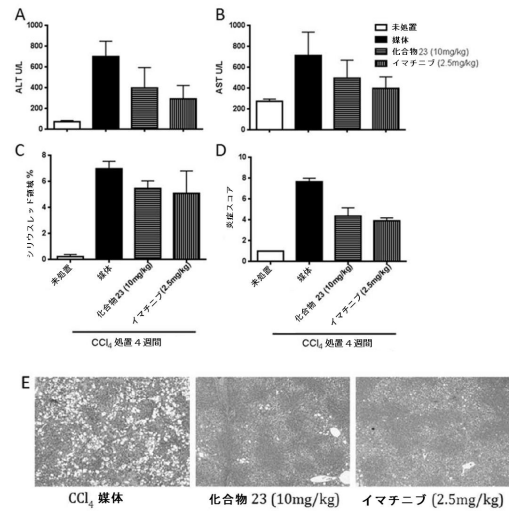 A
ALT U/L
1000
800
600
400
200
0
B
AST U/L
1000
800
600
400
200
0
未処置
媒体
化合物 23 (10mg/kg)
イマチニブ (2.5mg/kg)
C
シリウスレッド領域 %
8
6
4
2
0
未処置
媒体
化合物 23 (10mg/kg)
イマチニブ(2.5mg/kg)
CCl4 処置 4 週間
D
炎症スコア
10
8
6
4
2
0
未処置
媒体
化合物 23 (10mg/kg)
イマチニブ(2.5mg/kg)
CCl4 処置 4 週間
E
CCl4 媒体
化合物 23 (10mg/kg)
イマチニブ (2.5mg/kg)